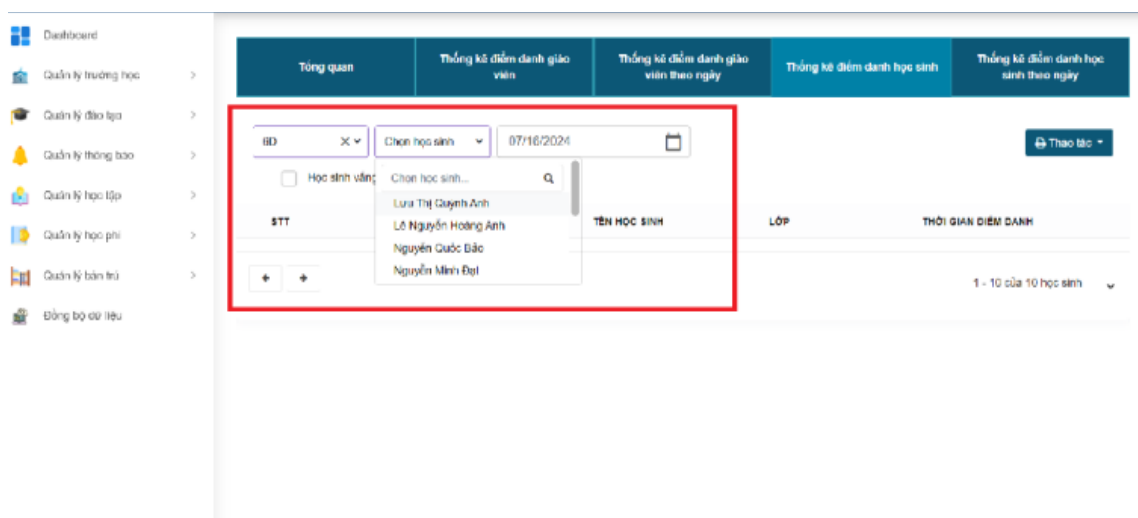 Dashboard
Quản lý trường học
Quản lý đào tạo
Quản lý thông báo
Quản lý học tập
Quản lý học phí
Quản lý bán trú
Đồng bộ dữ liệu
Tổng quan
Thống kê điểm danh giáo
viên
Thống kê điểm danh giáo
viên theo ngày
Thống kê điểm danh học sinh
Thống kê điểm danh học
sinh theo ngày
6D
Chọn học sinh
07/16/2024
Thao tác
Học sinh vắng
Chọn học sinh...
Lưu Thị Quỳnh Anh
Lê Nguyễn Hoàng Anh
Nguyễn Quốc Bảo
Nguyễn Minh Đạt
STT
TÊN HỌC SINH
LỚP
THỜI GIAN ĐIỂM DANH
1 - 10 của 10 học sinh